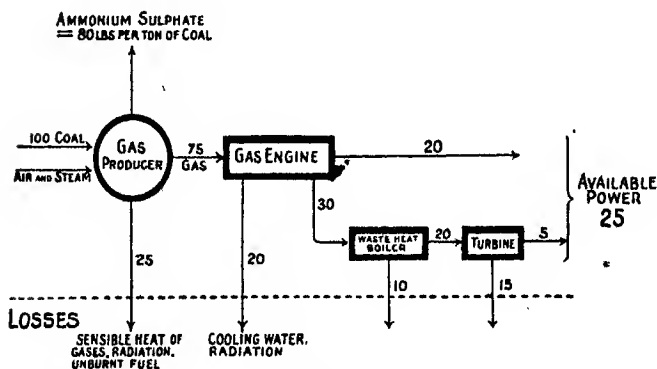 AMMONIUM SULPHATE
= 80 LBS PER TON OF COAL
100 COAL
AIR AND STEAM
GAS
PRODUCER
75
GAS
GAS ENGINE
20
30
WASTE HEAT
BOILER
20
TURBINE
5
AVAILABLE
POWER
25
25
20
10
15
LOSSES
SENSIBLE HEAT OF
GASES, RADIATION,
UNBURNT FUEL
COOLING WATER,
RADIATION